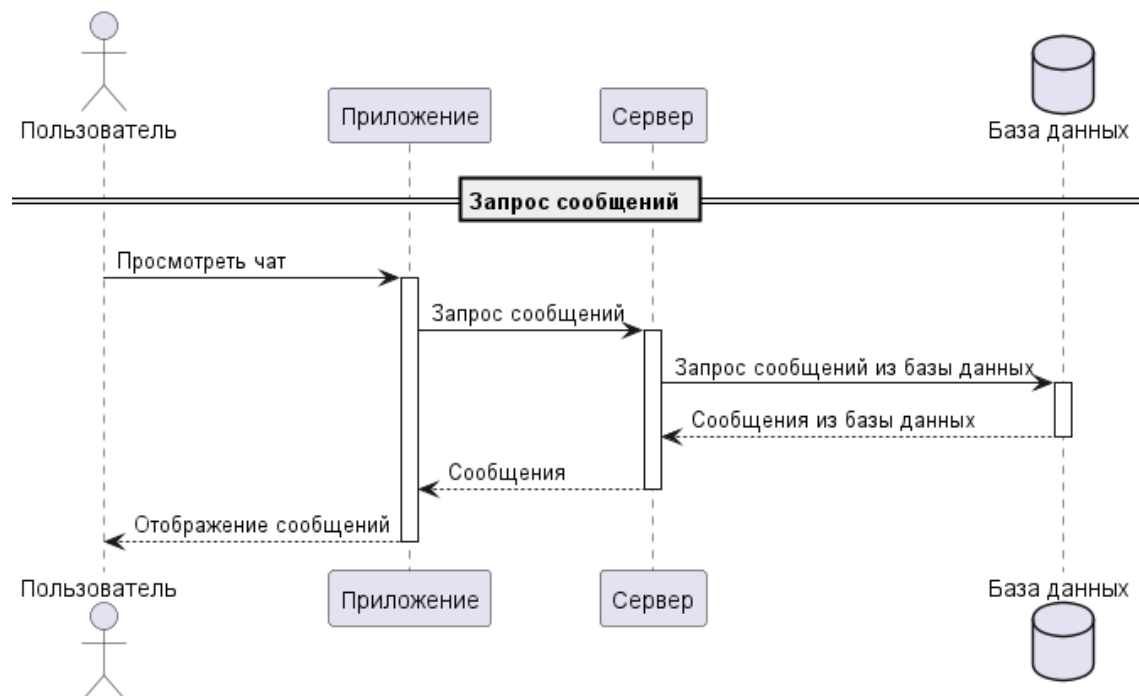 Пользователь
Приложение
Сервер
База данных
Запрос сообщений
Просмотреть чат
Запрос сообщений
Запрос сообщений из базы данных
Сообщения из базы данных
Сообщения
Отображение сообщений
Пользователь
Приложение
Сервер
База данных